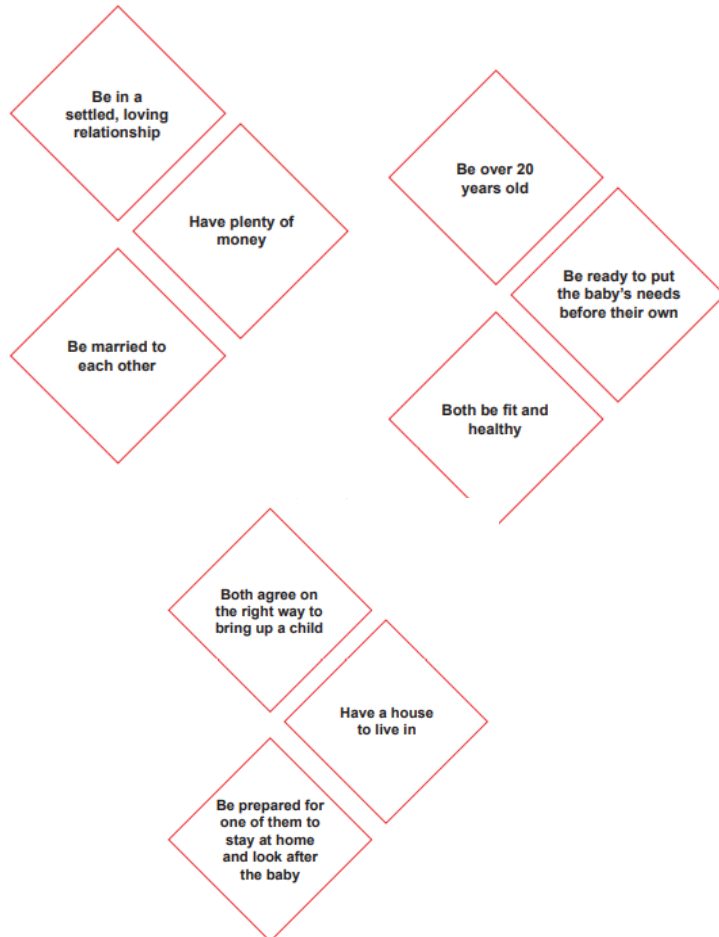 Be in a
settled, loving
relationship
Have plenty of
money
Be married to
each other
Be over 20
years old
Be ready to put
the baby’s needs
before their own
Both be fit and
healthy
Both agree on
the right way to
bring up a child
Have a house
to live in
Be prepared for
one of them to
stay at home
and look after
the baby